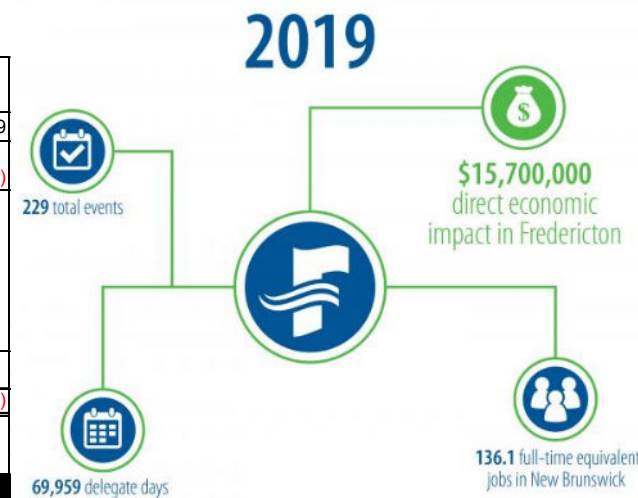 2019
9
)
229 total events
$
$15,700,000
direct economic
impact in Fredericton
)
69,959 delegate days
136.1 full-time equivalent
jobs in New Brunswick